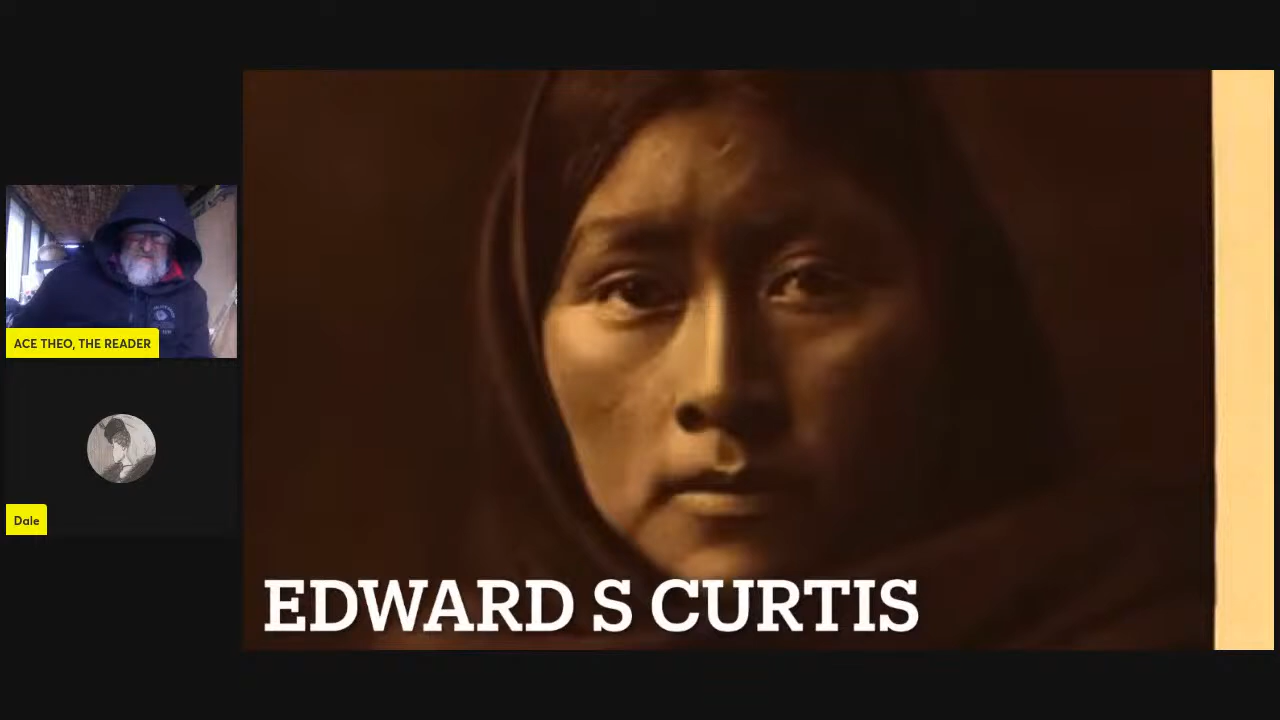 ACE THEO, THE READER
Dale
EDWARD S CURTIS